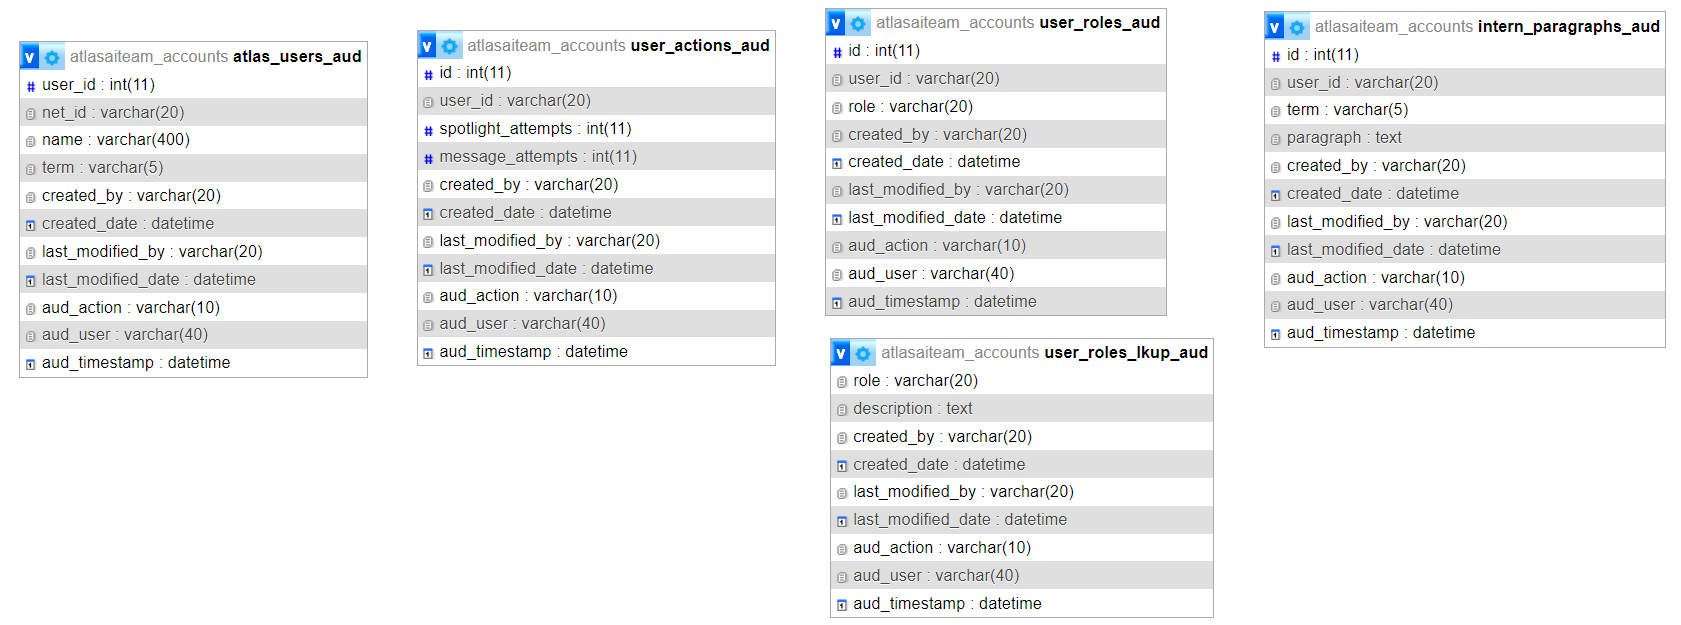 atlasaiteam_accounts atlas_users_aud
user_id : int(11)
net_id : varchar(20)
name : varchar(400)
term : varchar(5)
created_by : varchar(20)
created_date : datetime
last_modified_by : varchar(20)
last_modified_date : datetime
aud_action : varchar(10)
aud_user : varchar(40)
aud_timestamp : datetime
atlasaiteam_accounts user_actions_aud
id : int(11)
user_id : varchar(20)
spotlight_attempts : int(11)
message_attempts : int(11)
created_by : varchar(20)
created_date : datetime
last_modified_by : varchar(20)
last_modified_date : datetime
aud_action : varchar(10)
aud_user : varchar(40)
aud_timestamp : datetime
atlasaiteam_accounts user_roles_aud
id : int(11)
user_id : varchar(20)
role : varchar(20)
created_by : varchar(20)
created_date : datetime
last_modified_by : varchar(20)
last_modified_date : datetime
aud_action : varchar(10)
aud_user : varchar(40)
aud_timestamp : datetime
atlasaiteam_accounts user_roles_lkup_aud
role : varchar(20)
description : text
created_by : varchar(20)
created_date : datetime
last_modified_by : varchar(20)
last_modified_date : datetime
aud_action : varchar(10)
aud_user : varchar(40)
aud_timestamp : datetime
atlasaiteam_accounts intern_paragraphs_aud
id : int(11)
user_id : varchar(20)
term : varchar(5)
paragraph : text
created_by : varchar(20)
created_date : datetime
last_modified_by : varchar(20)
last_modified_date : datetime
aud_action : varchar(10)
aud_user : varchar(40)
aud_timestamp : datetime